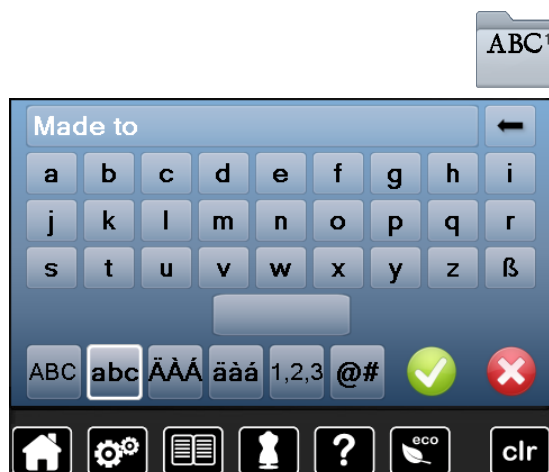 ABC
Made to
a b c d e f g h i
j k l m n o p q r
s t u v w x y z ß
ABC abc ÄÀÁ äàá 1,2,3 @#
? eco clr